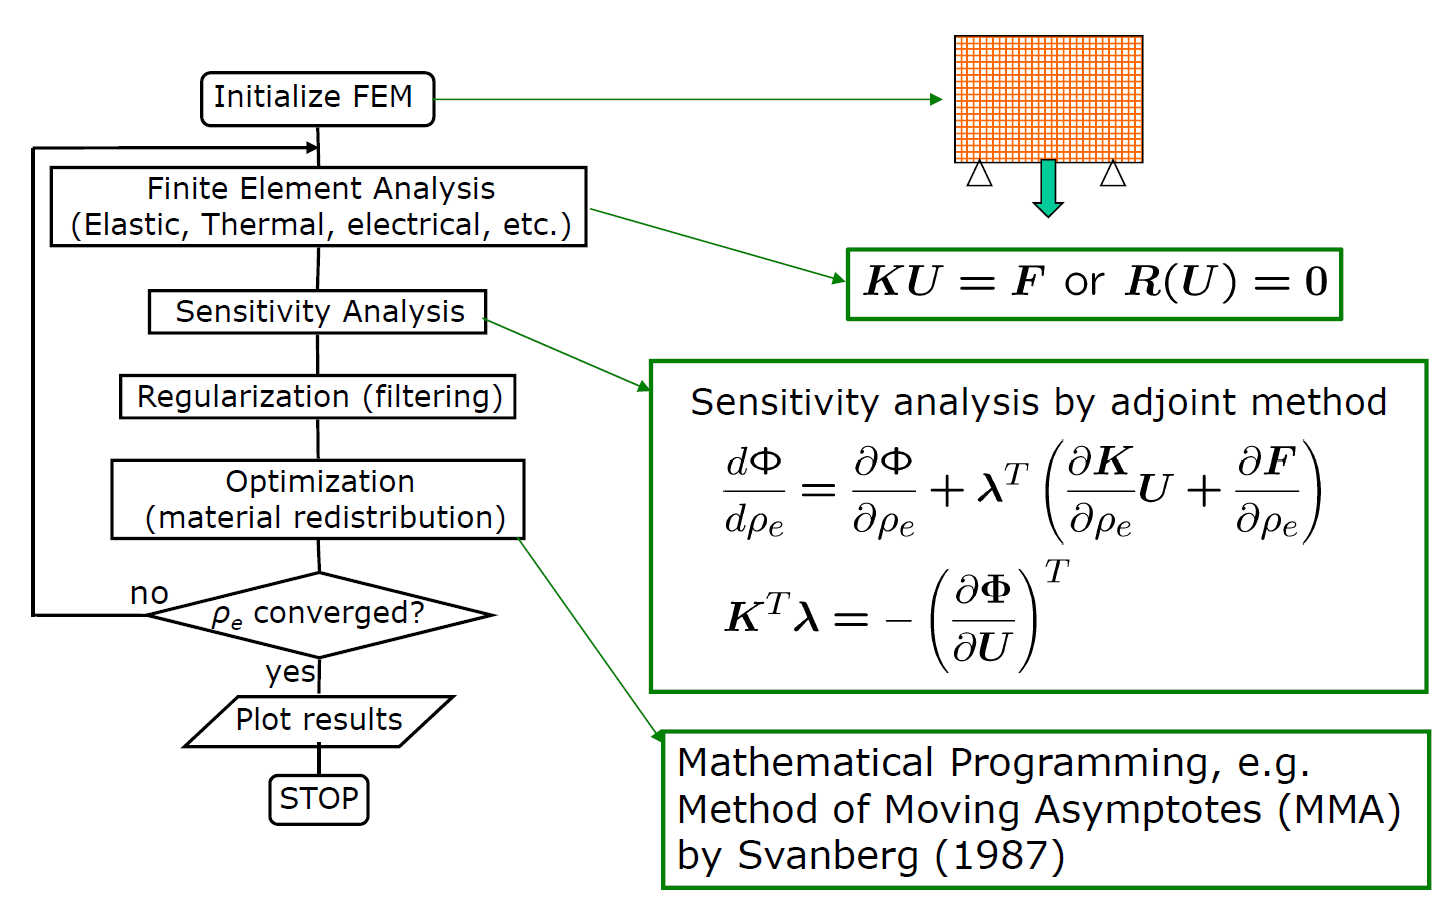 Initialize FEM
Finite Element Analysis
(Elastic, Thermal, electrical, etc.)
Sensitivity Analysis
Regularization (filtering)
Optimization
(material redistribution)
no
ρₑ converged?
yes
Plot results
STOP
KU = F or R(U) = 0
Sensitivity analysis by adjoint method
dΦ/dρₑ = ∂Φ/∂ρₑ + λᵀ (∂K/∂ρₑ U + ∂F/∂ρₑ)
Kᵀλ = −(∂Φ/∂U)ᵀ
Mathematical Programming, e.g.
Method of Moving Asymptotes (MMA)
by Svanberg (1987)